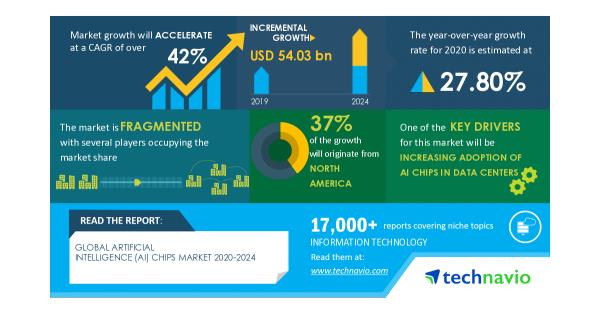 Market growth will ACCELERATE
at a CAGR of over
42%
INCREMENTAL
GROWTH
USD 54.03 bn
2019
2024
The year-over-year growth
rate for 2020 is estimated at
27.80%
The market is FRAGMENTED
with several players occupying the
market share
37%
of the growth
will originate from
NORTH
AMERICA
One of the KEY DRIVERS
for this market will be
INCREASING ADOPTION OF
AI CHIPS IN DATA CENTERS
READ THE REPORT:
GLOBAL ARTIFICIAL
INTELLIGENCE (AI) CHIPS MARKET 2020-2024
17,000+ reports covering niche topics
INFORMATION TECHNOLOGY
Read them at:
www.technavio.com
technavio